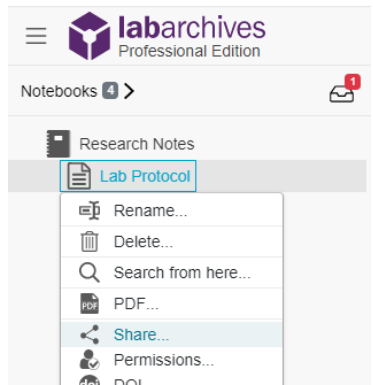 labarchives
Professional Edition
Notebooks 4
1
Research Notes
Lab Protocol
Rename...
Delete...
Search from here...
PDF PDF...
Share...
Permissions...